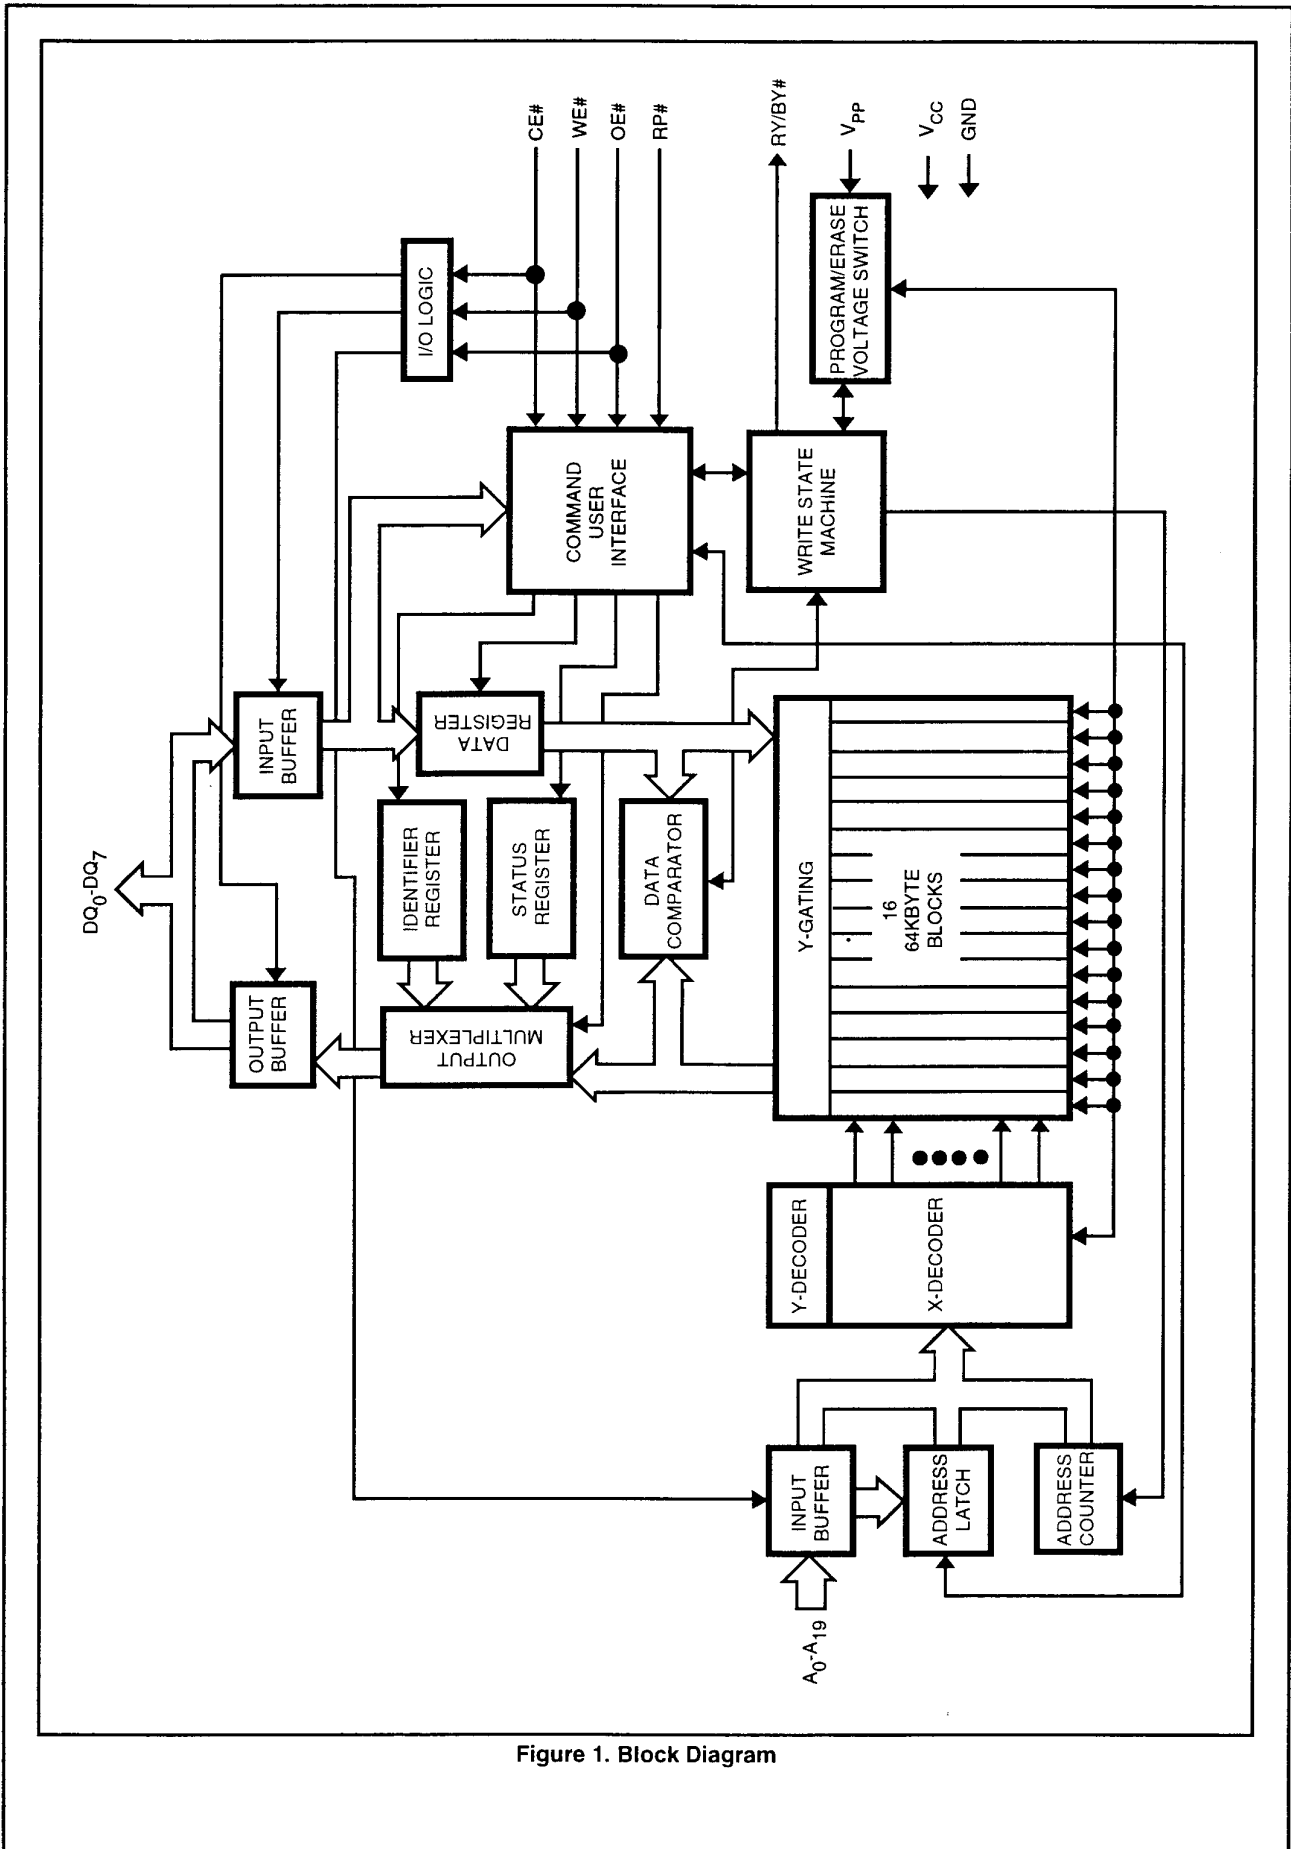 DQ0-DQ7
OUTPUT
BUFFER
INPUT
BUFFER
I/O LOGIC
CE#
WE#
OE#
RP#
IDENTIFIER
REGISTER
STATUS
REGISTER
DATA
REGISTER
OUTPUT
MULTIPLEXER
DATA
COMPARATOR
COMMAND
USER
INTERFACE
WRITE STATE
MACHINE
RY/BY#
PROGRAM/ERASE
VOLTAGE SWITCH
VPP
VCC
GND
A0-A19
INPUT
BUFFER
ADDRESS
LATCH
ADDRESS
COUNTER
Y-DECODER
X-DECODER
Y-GATING
16
64KBYTE
BLOCKS
Figure 1. Block Diagram